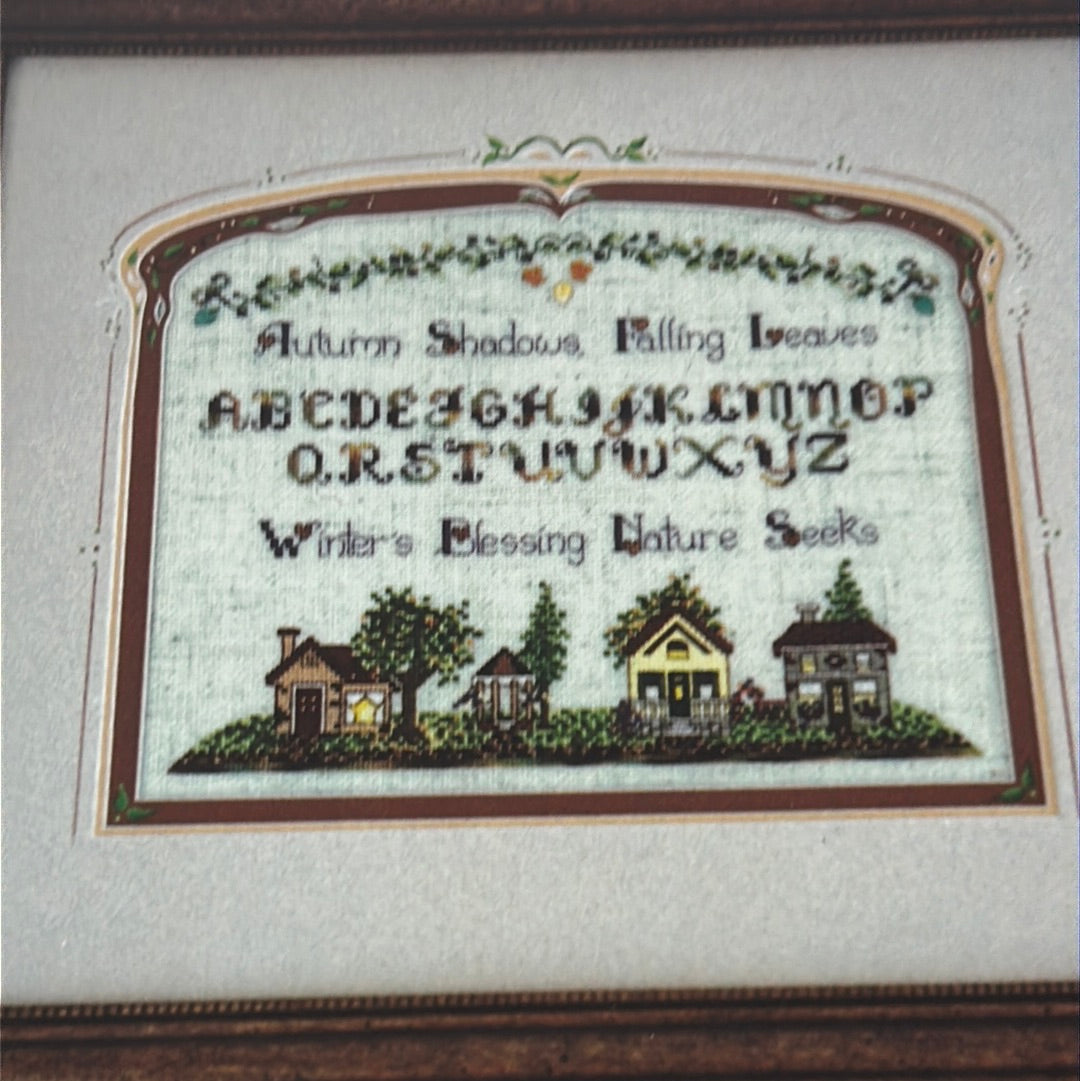 Autumn Shadows, Falling Leaves
ABCDEFGHIJKLMNOP
QRSTUVWXYZ
Winter's Blessing Nature Seeks